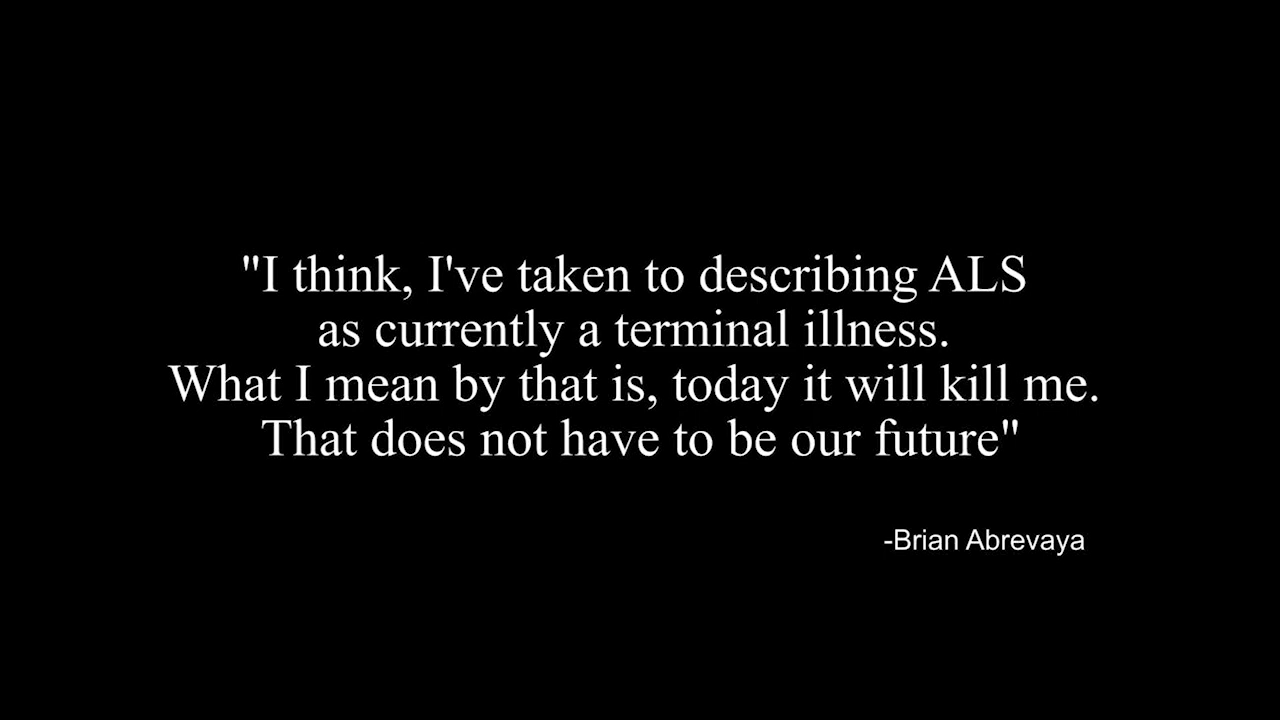 "I think, I've taken to describing ALS
as currently a terminal illness.
What I mean by that is, today it will kill me.
That does not have to be our future"
-Brian Abrevaya